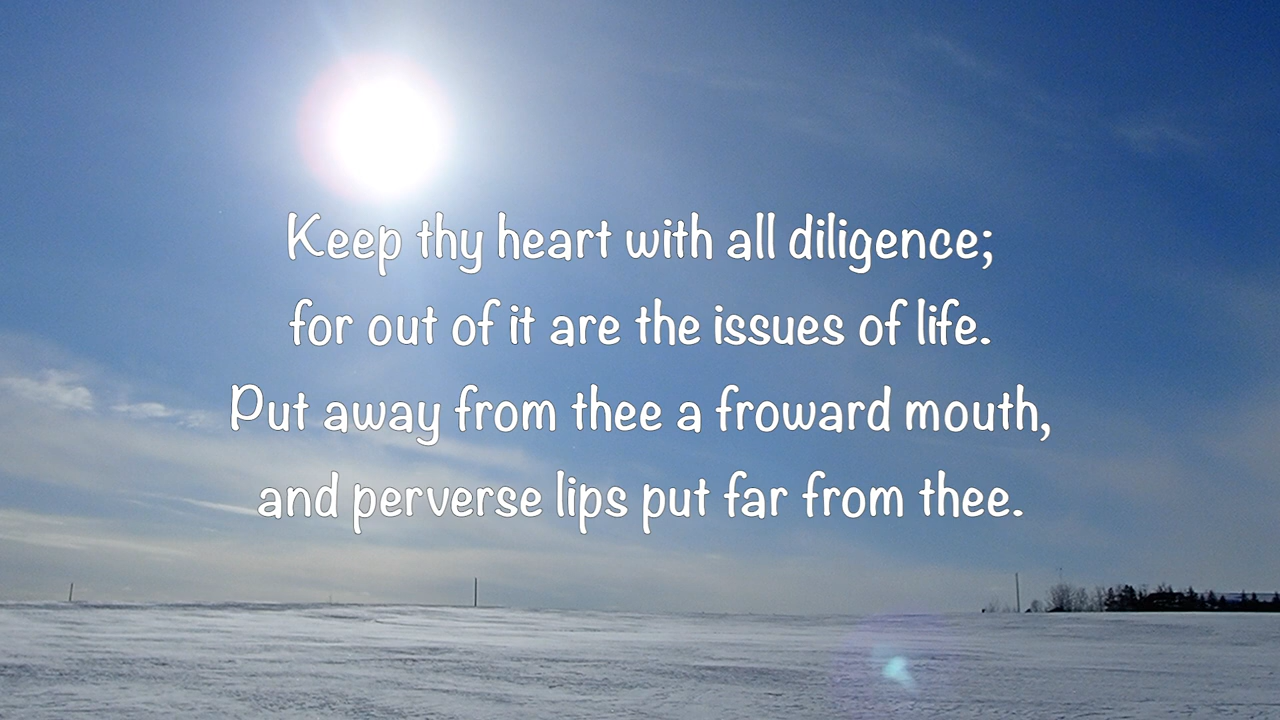 Keep thy heart with all diligence;
for out of it are the issues of life.
Put away from thee a froward mouth,
and perverse lips put far from thee.